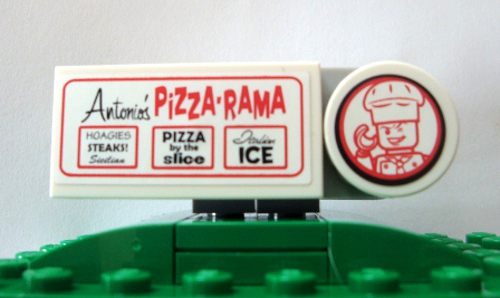 Antonio's PIZZA-RAMA
HOAGIES
STEAKS!
Sicilian
PIZZA
by the
slice
Italian
ICE